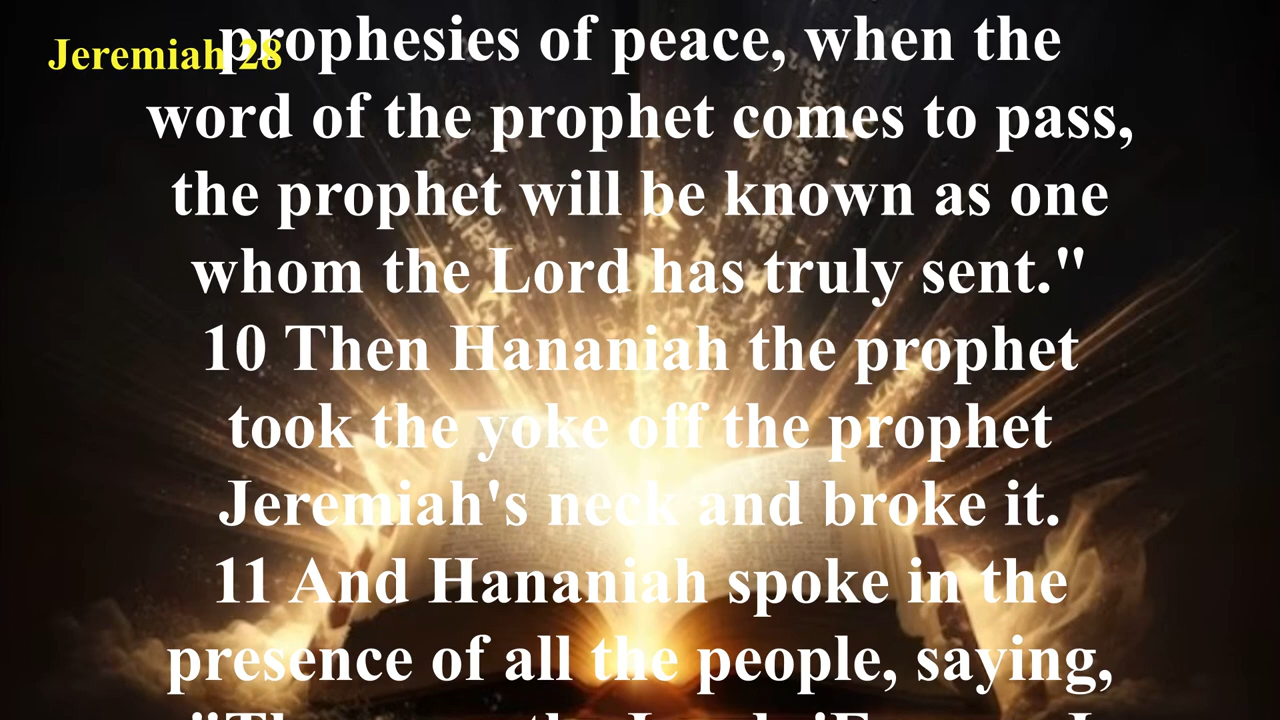 Jeremiah 28
prophesies of peace, when the
word of the prophet comes to pass,
the prophet will be known as one
whom the Lord has truly sent."
10 Then Hananiah the prophet
took the yoke off the prophet
Jeremiah's neck and broke it.
11 And Hananiah spoke in the
presence of all the people, saying,